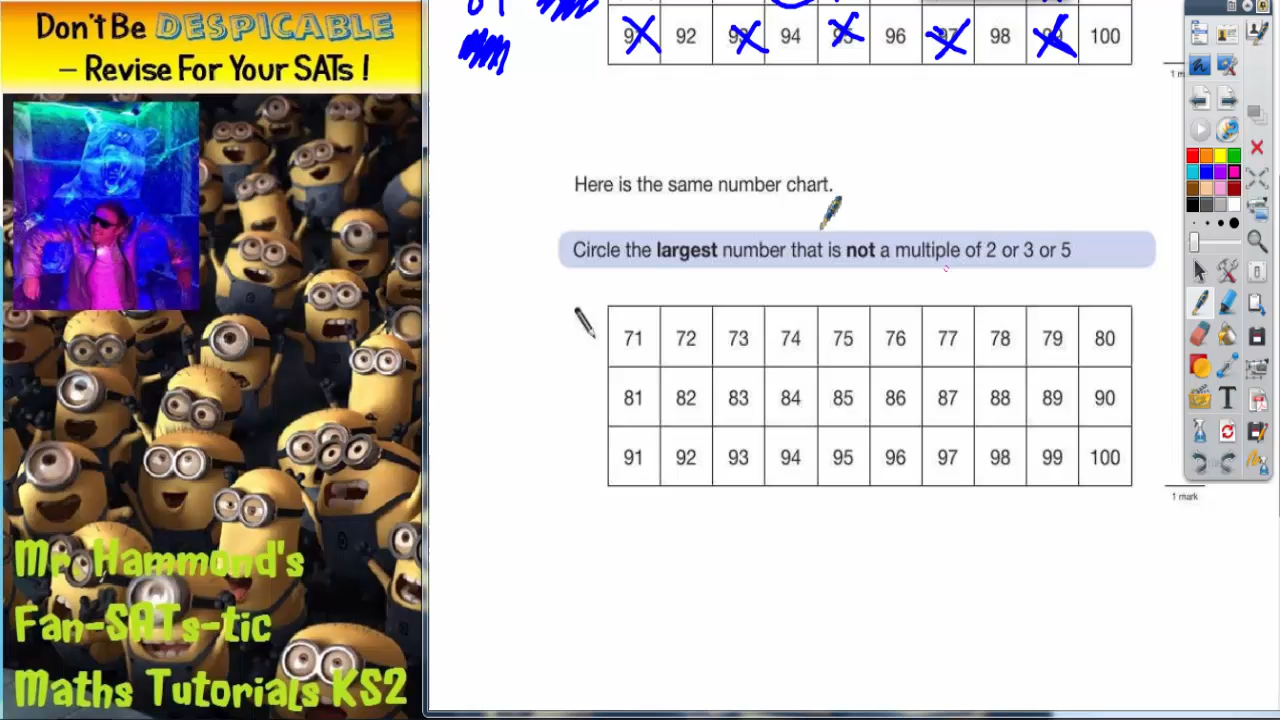 Don't Be DESPICABLE
– Revise For Your SATs !
92 94 96 98 100
Here is the same number chart.
Circle the largest number that is not a multiple of 2 or 3 or 5
71 72 73 74 75 76 77 78 79 80
81 82 83 84 85 86 87 88 89 90
91 92 93 94 95 96 97 98 99 100
1 mark
Mr. Hammond's
Fan-SATs-tic
Maths Tutorials KS2